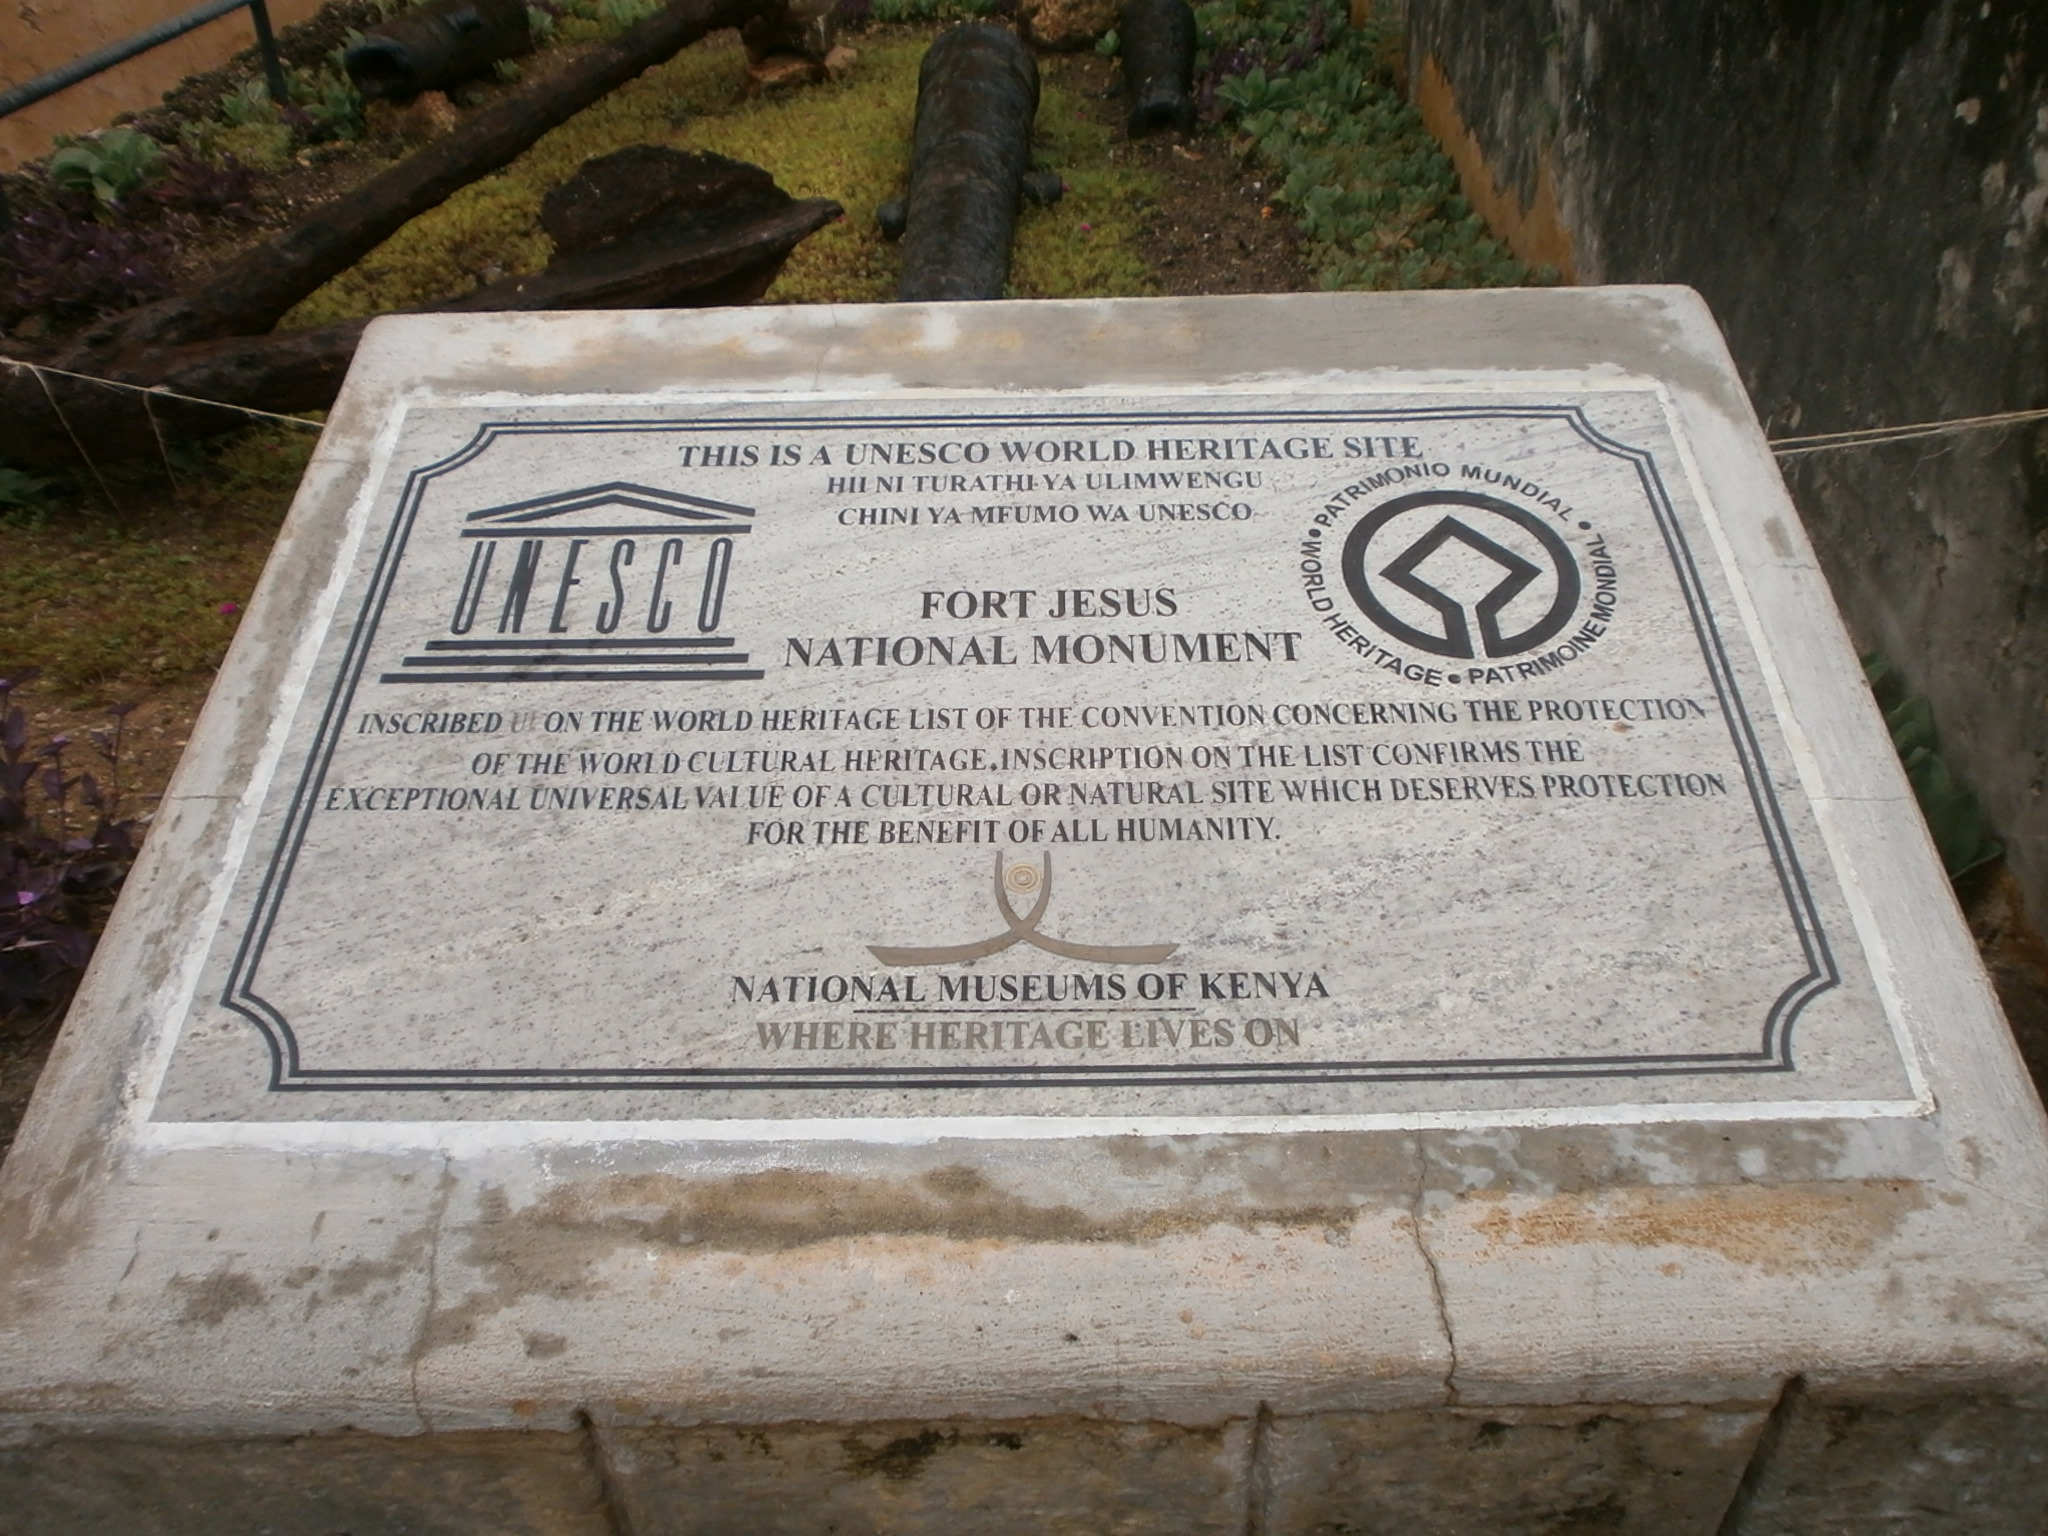 THIS IS A UNESCO WORLD HERITAGE SITE
HII NI TURATHI YA ULIMWENGU
CHINI YA MFUMO WA UNESCO
UNESCO
• PATRIMONIO MUNDIAL • WORLD HERITAGE • PATRIMOINE MONDIAL
FORT JESUS
NATIONAL MONUMENT
INSCRIBED UPON THE WORLD HERITAGE LIST OF THE CONVENTION CONCERNING THE PROTECTION
OF THE WORLD CULTURAL HERITAGE. INSCRIPTION ON THE LIST CONFIRMS THE
EXCEPTIONAL UNIVERSAL VALUE OF A CULTURAL OR NATURAL SITE WHICH DESERVES PROTECTION
FOR THE BENEFIT OF ALL HUMANITY.
NATIONAL MUSEUMS OF KENYA
WHERE HERITAGE LIVES ON